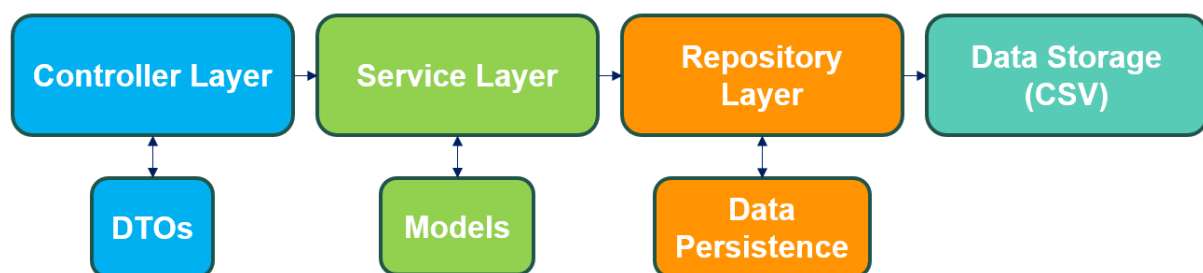 Controller Layer
Service Layer
Repository
Layer
Data Storage
(CSV)
DTOs
Models
Data
Persistence